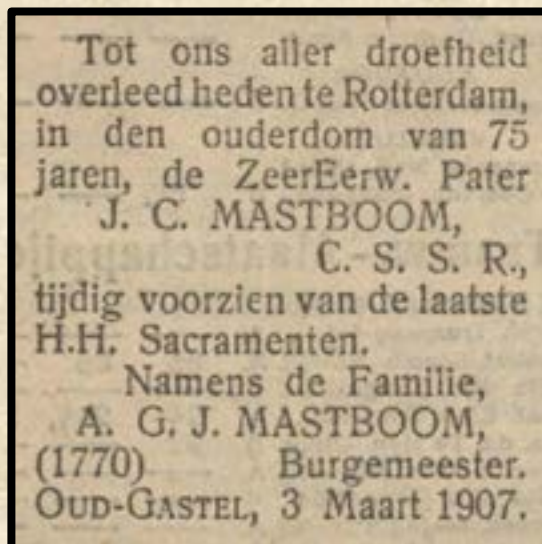 Tot ons aller droefheid
overleed heden te Rotterdam,
in den ouderdom van 75
jaren, de ZeerEerw. Pater
J. C. MASTBOOM,
C. S. S. R.,
tijdig voorzien van de laatste
H.H. Sacramenten.
Namens de Familie,
A. G. J. MASTBOOM,
(1770) Burgemeester.
OUD-GASTEL, 3 Maart 1907.